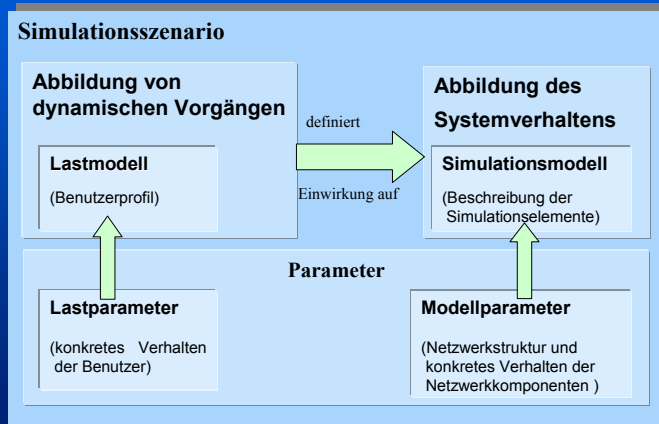 Simulationsszenario
Abbildung von
dynamischen Vorgängen
Lastmodell
(Benutzerprofil)
definiert
Einwirkung auf
Abbildung des
Systemverhaltens
Simulationsmodell
(Beschreibung der
Simulationselemente)
Parameter
Lastparameter
(konkretes Verhalten
der Benutzer)
Modellparameter
(Netzwerkstruktur und
konkretes Verhalten der
Netzwerkkomponenten )